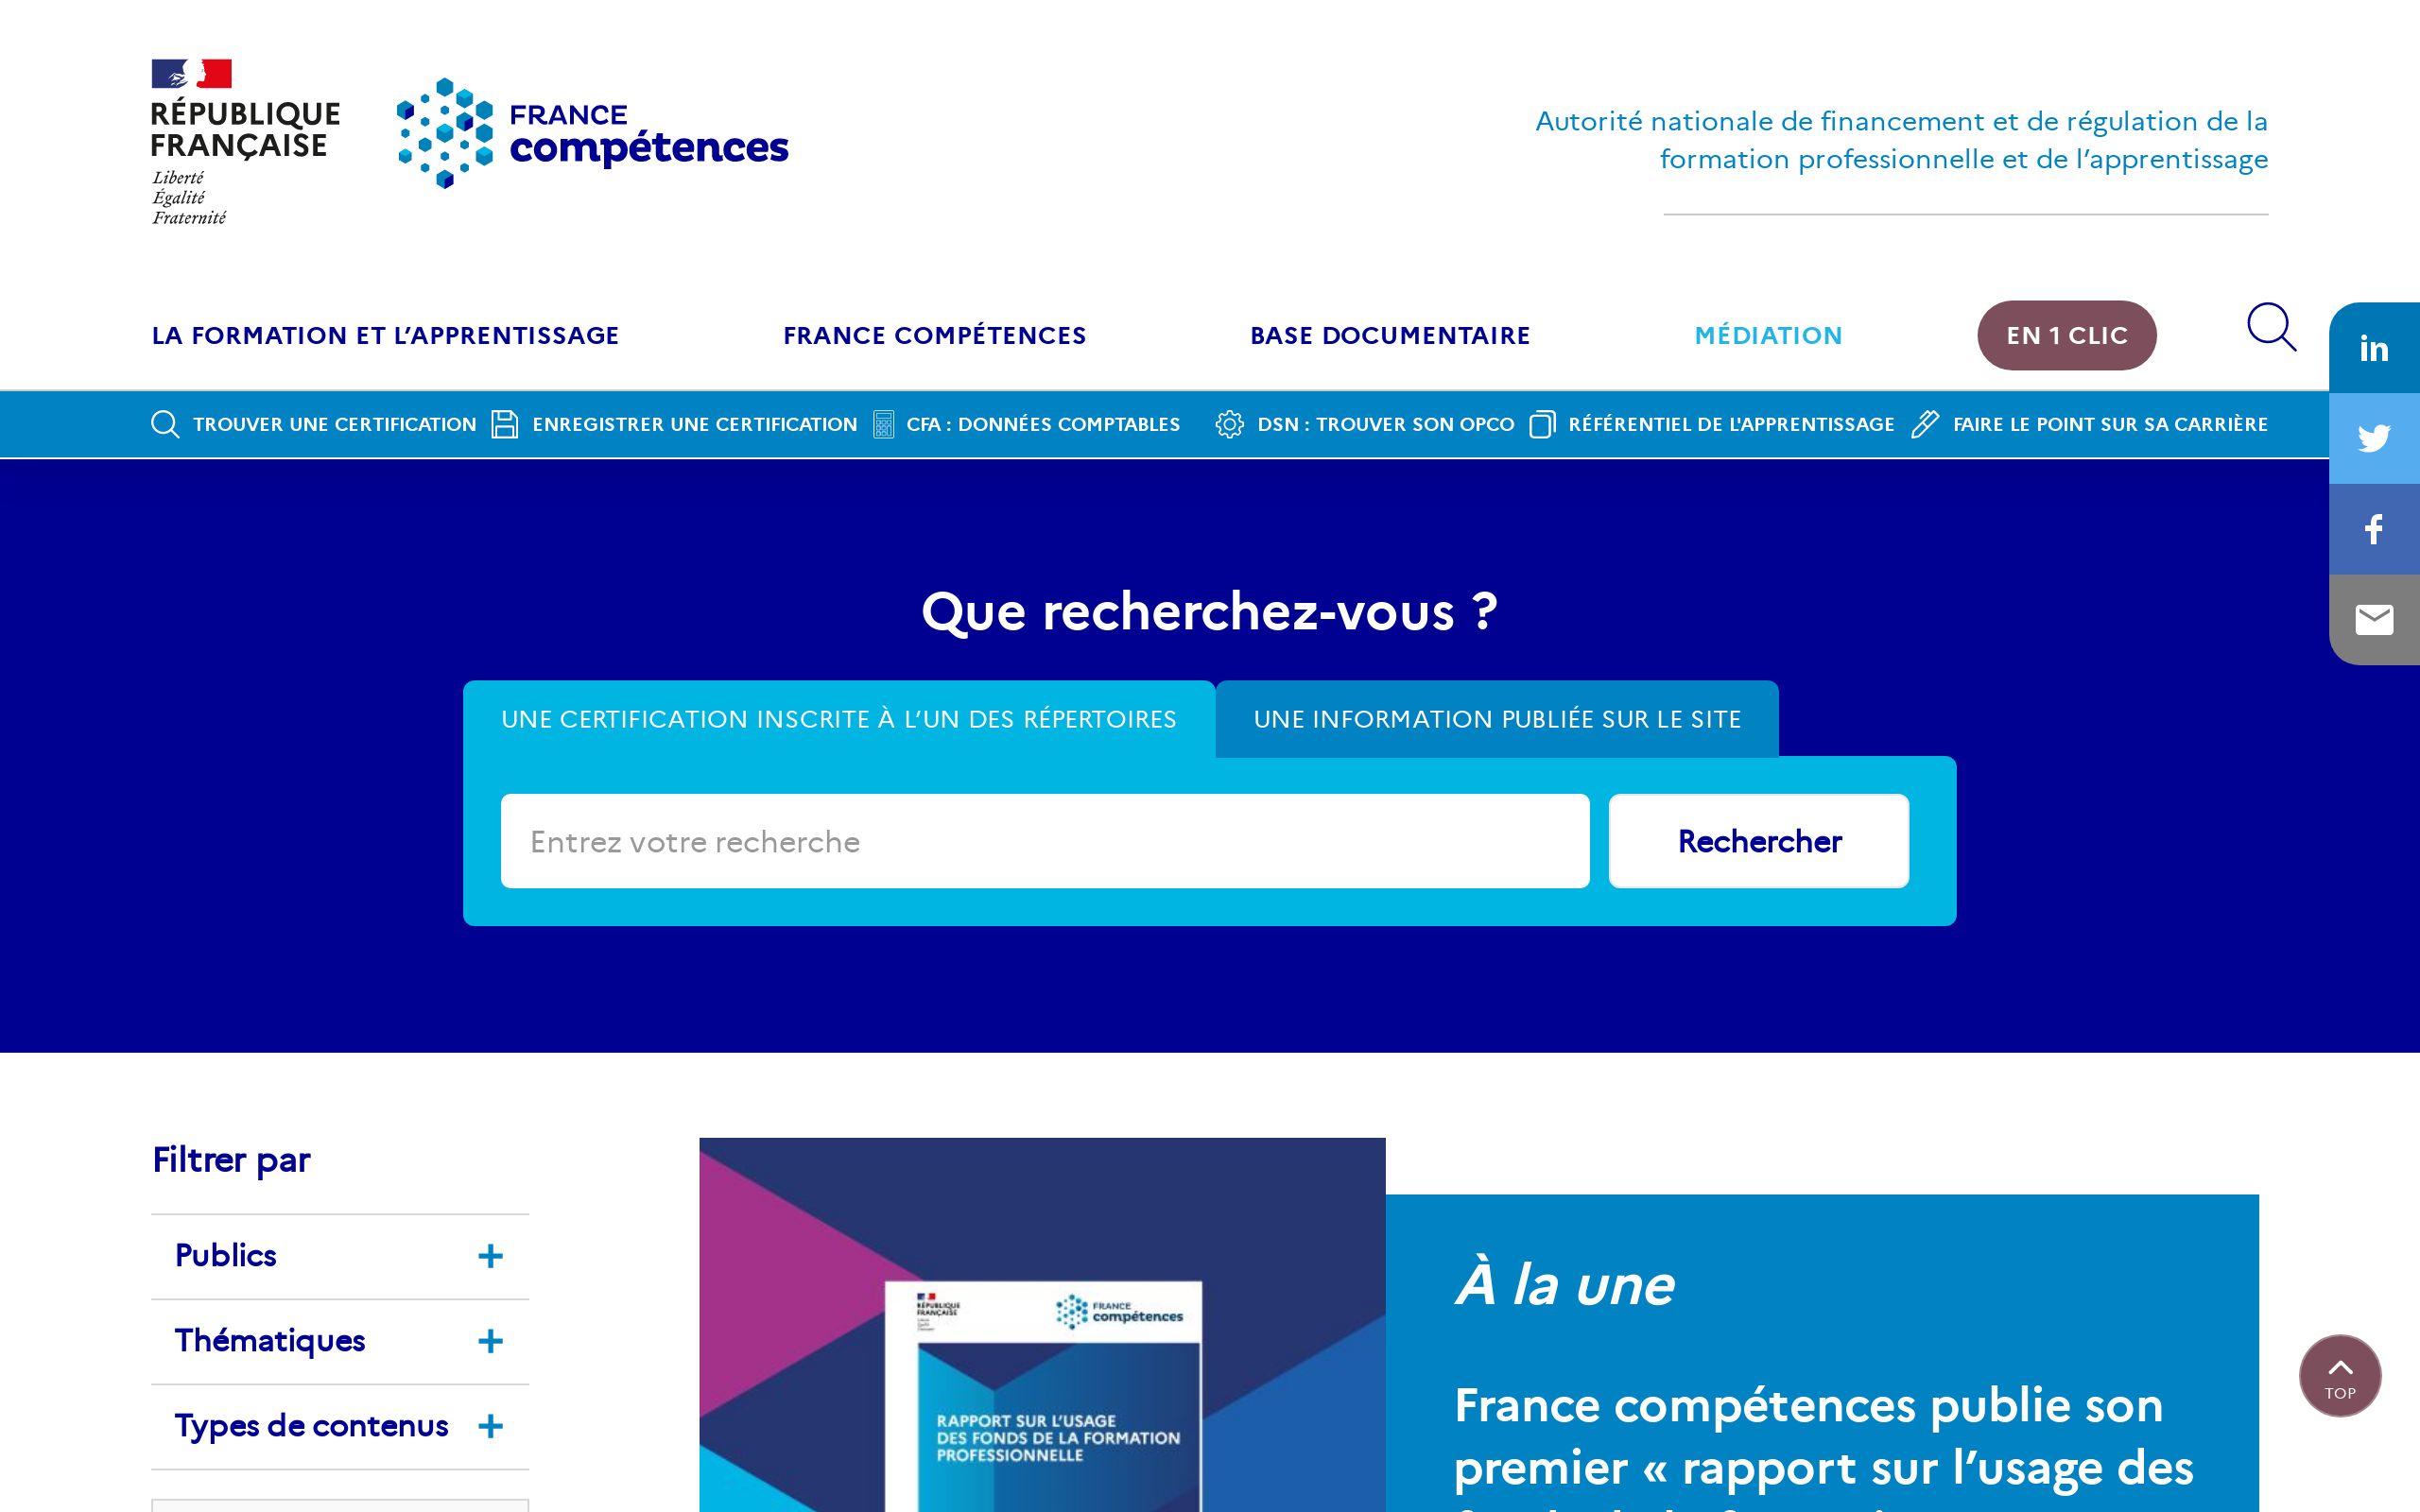 RÉPUBLIQUE
FRANÇAISE
Liberté
Égalité
Fraternité
FRANCE
compétences
Autorité nationale de financement et de régulation de la
formation professionnelle et de l’apprentissage
LA FORMATION ET L’APPRENTISSAGE FRANCE COMPÉTENCES BASE DOCUMENTAIRE MÉDIATION EN 1 CLIC
in
TROUVER UNE CERTIFICATION ENREGISTRER UNE CERTIFICATION CFA : DONNÉES COMPTABLES DSN : TROUVER SON OPCO RÉFÉRENTIEL DE L'APPRENTISSAGE FAIRE LE POINT SUR SA CARRIÈRE
Que recherchez-vous ?
UNE CERTIFICATION INSCRITE À L’UN DES RÉPERTOIRES UNE INFORMATION PUBLIÉE SUR LE SITE
Entrez votre recherche Rechercher
Filtrer par
Publics
Thématiques
Types de contenus
RÉPUBLIQUE
FRANÇAISE
FRANCE
compétences
RAPPORT SUR L’USAGE
DES FONDS DE LA FORMATION
PROFESSIONNELLE
À la une
France compétences publie son
premier « rapport sur l’usage des
TOP